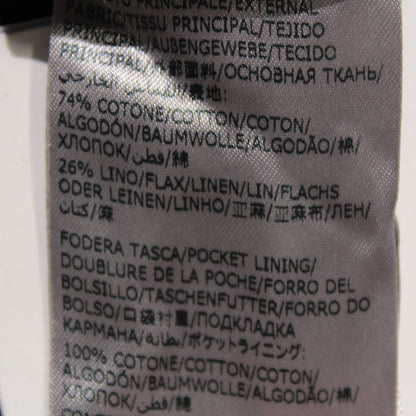 PRINCIPALE/EXTERNAL
FABRIC/TISSU PRINCIPAL/TEJIDO
PRINCIPAL/AUßENGEWEBE/TECIDO
PRINCIPAL/外部面料/ОСНОВНАЯ ТКАНЬ/
表地:
74% COTONE/COTTON/COTON/
ALGODÓN/BAUMWOLLE/ALGODÃO/棉/
ХЛОПОК/قطن/綿
26% LINO/FLAX/LINEN/LIN/FLACHS
ODER LEINEN/LINHO/亚麻/亚麻布/ЛЕН/
كتان/麻
FODERA TASCA/POCKET LINING/
DOUBLURE DE LA POCHE/FORRO DEL
BOLSILLO/TASCHENFUTTER/FORRO DO
BOLSO/口袋衬里/ПОДКЛАДКА
КАРМАНА/بطانة/ポケットライニング:
100% COTONE/COTTON/COTON/
ALGODÓN/BAUMWOLLE/ALGODÃO/棉/
ХЛОПОК/قطن/綿